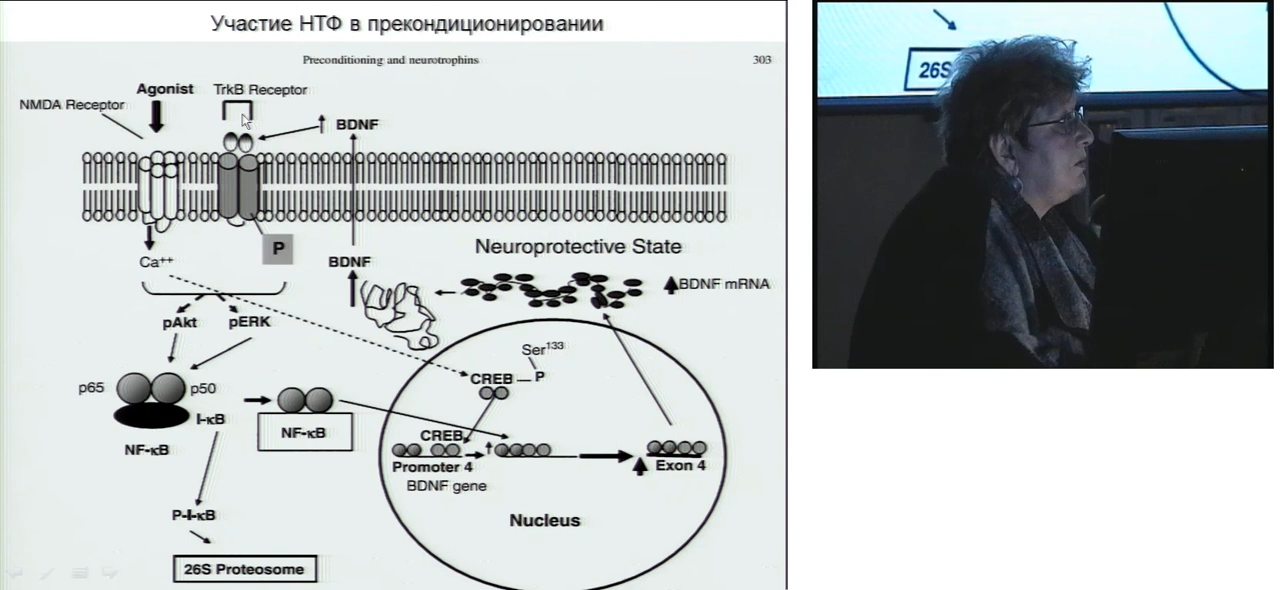 Участие НТФ в прекондиционировании
Preconditioning and neurotrophins 303
Agonist
TrkB Receptor
NMDA Receptor
BDNF
P
Ca++
BDNF
Neuroprotective State
BDNF mRNA
pAkt
pERK
Ser133
CREB
P
p65
p50
I-κB
NF-κB
NF-κB
CREB
Promoter 4
BDNF gene
Exon 4
Nucleus
P-I-κB
26S Proteosome
26S